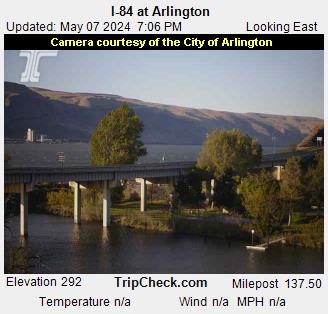 I-84 at Arlington
Updated: May 07 2024 7:06 PM Looking East
Camera courtesy of the City of Arlington
Elevation 292 TripCheck.com Milepost 137.50
Temperature n/a Wind n/a MPH n/a